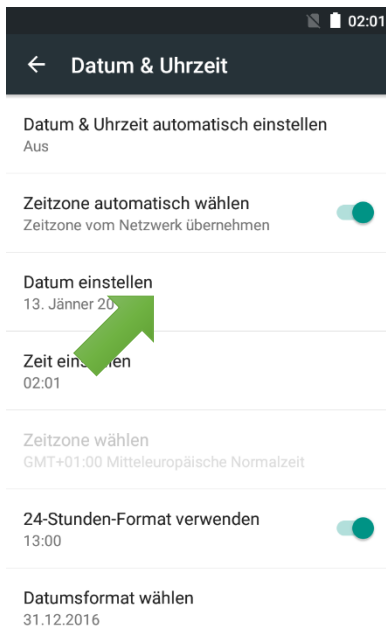 02:01
Datum & Uhrzeit
Datum & Uhrzeit automatisch einstellen
Aus
Zeitzone automatisch wählen
Zeitzone vom Netzwerk übernehmen
Datum einstellen
13. Jänner
Zeit
02:01
Zeitzone wählen
GMT+01:00 Mitteleuropäische Normalzeit
24-Stunden-Format verwenden
13:00
Datumsformat wählen
31.12.2016